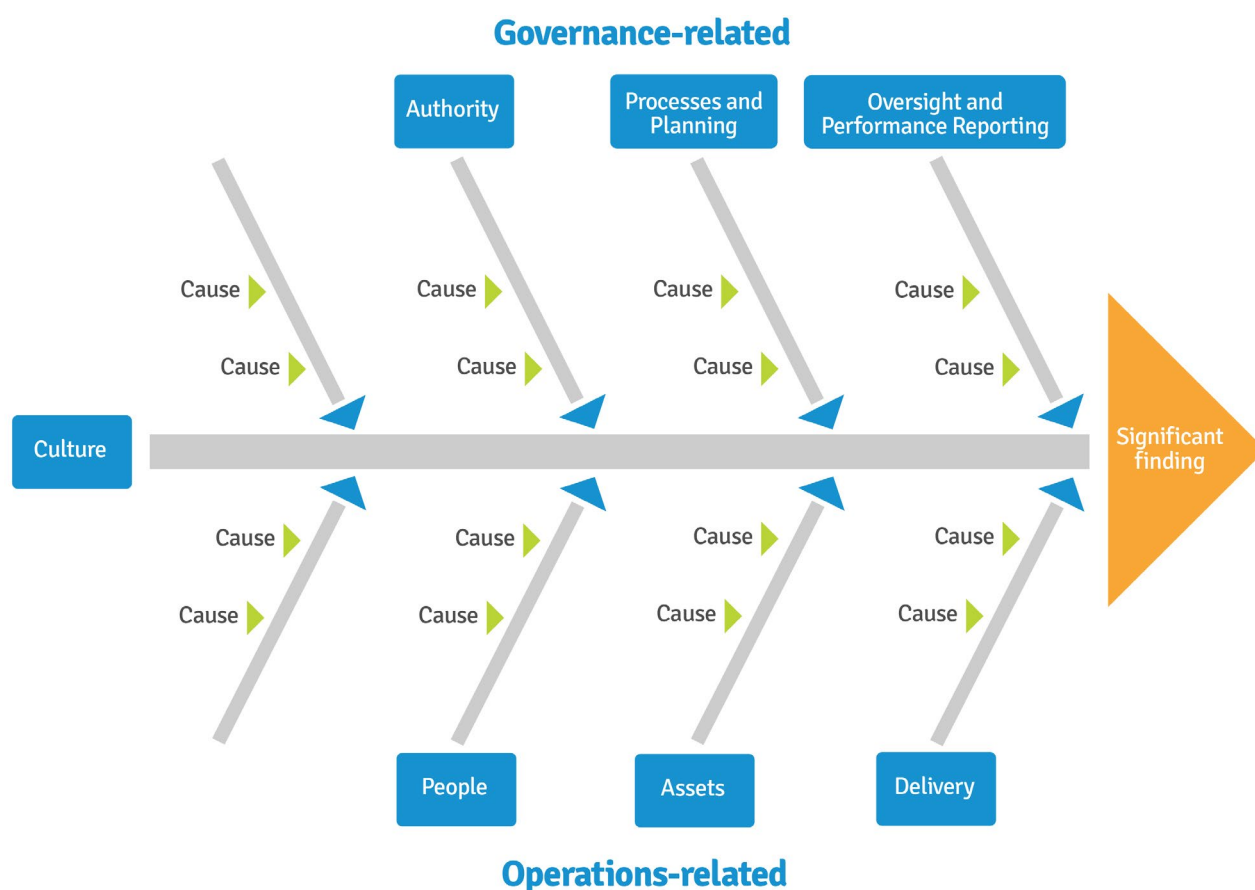 Governance-related
Authority
Processes and
Planning
Oversight and
Performance Reporting
Cause
Cause
Cause
Cause
Cause
Cause
Cause
Cause
Culture
Significant
finding
Cause
Cause
Cause
Cause
Cause
Cause
Cause
Cause
People
Assets
Delivery
Operations-related